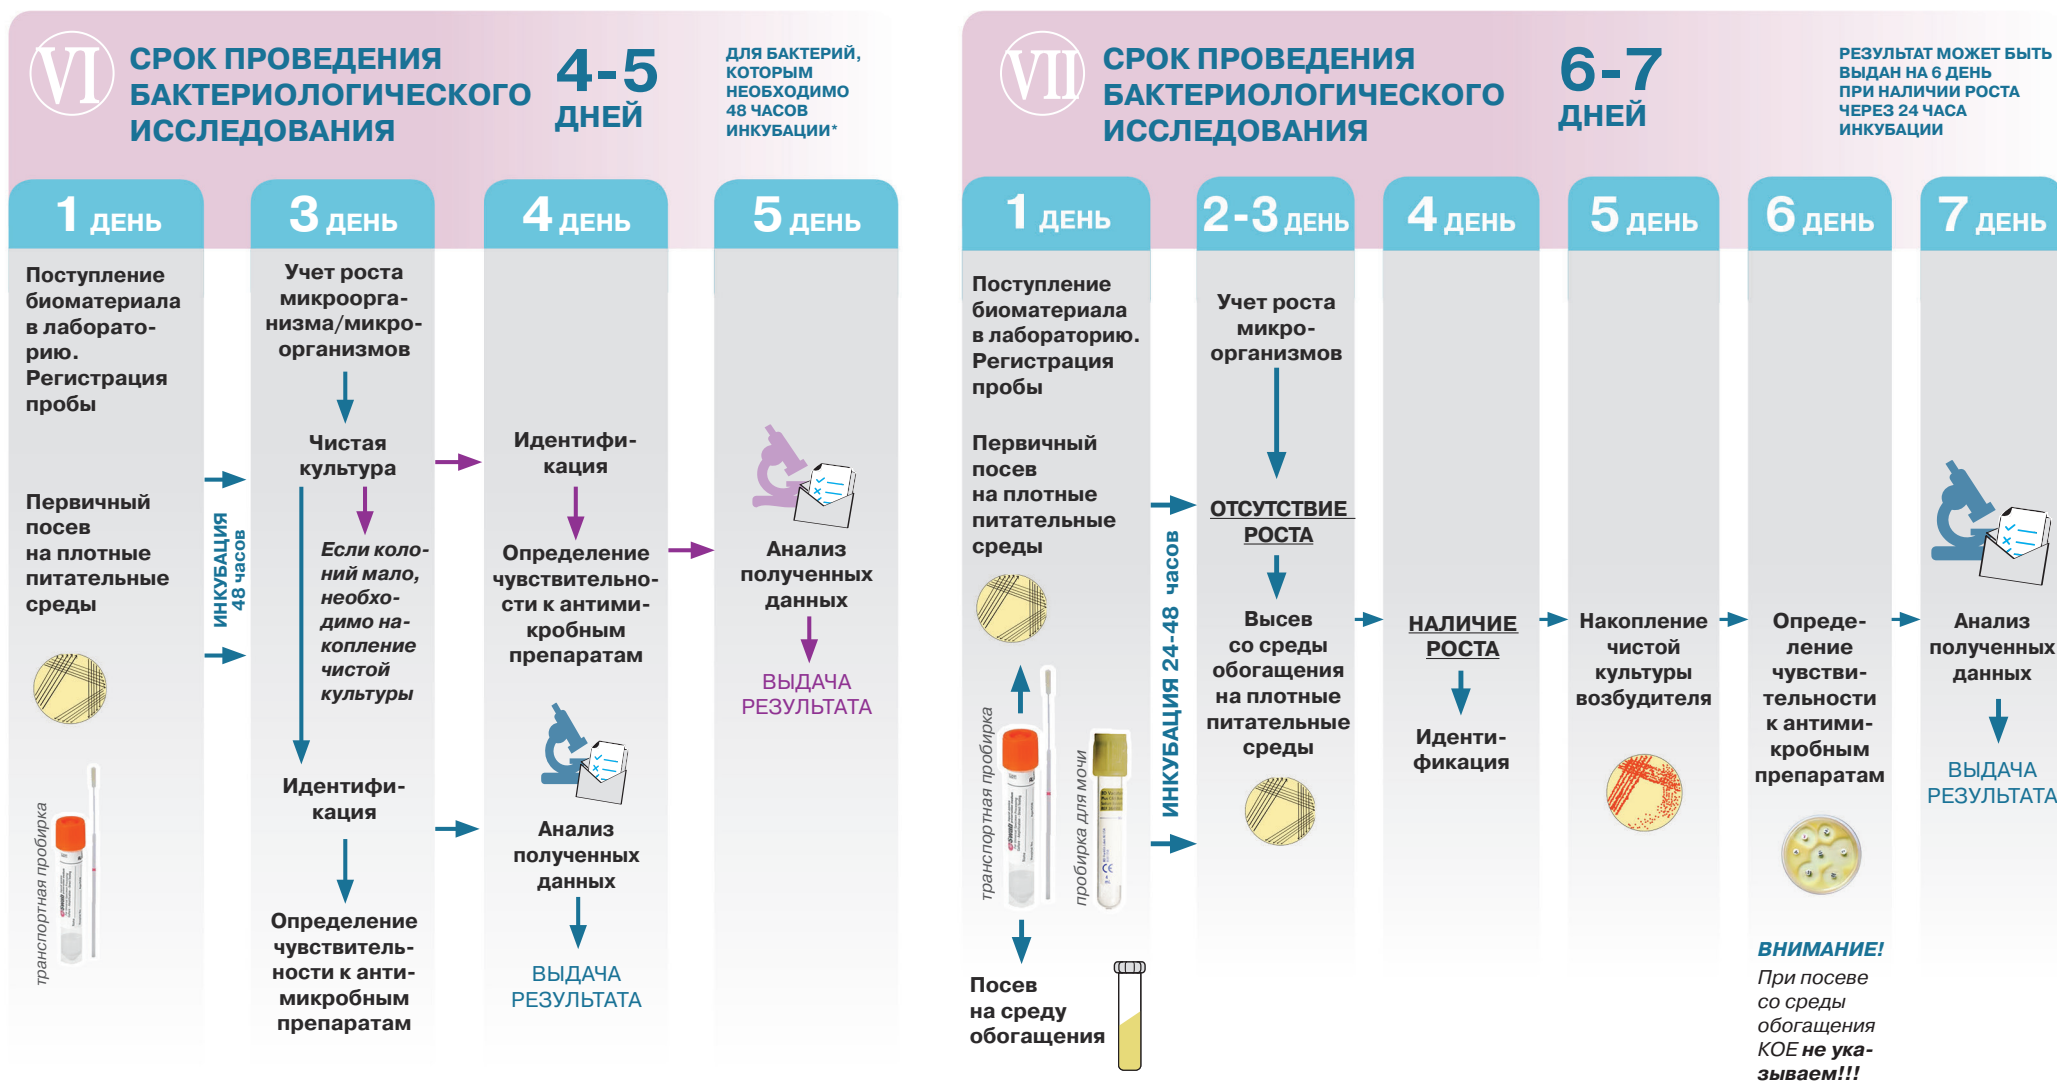 VI
СРОК ПРОВЕДЕНИЯ
БАКТЕРИОЛОГИЧЕСКОГО
ИССЛЕДОВАНИЯ
4-5
ДНЕЙ
ДЛЯ БАКТЕРИЙ,
КОТОРЫМ
НЕОБХОДИМО
48 ЧАСОВ
ИНКУБАЦИИ*
1 ДЕНЬ
Поступление
биоматериала
в лаборато-
рию.
Регистрация
пробы
Первичный
посев
на плотные
питательные
среды
транспортная пробирка
ИНКУБАЦИЯ
48 часов
3 ДЕНЬ
Учет роста
микроорга-
низма/микро-
организмов
Чистая
культура
Если коло-
ний мало,
необхо-
димо на-
копление
чистой
культуры
Идентифи-
кация
Определение
чувствитель-
ности к анти-
микробным
препаратам
4 ДЕНЬ
Идентифи-
кация
Определение
чувствительно-
сти к антими-
кробным
препаратам
Анализ
полученных
данных
ВЫДАЧА
РЕЗУЛЬТАТА
5 ДЕНЬ
Анализ
полученных
данных
ВЫДАЧА
РЕЗУЛЬТАТА
VII
СРОК ПРОВЕДЕНИЯ
БАКТЕРИОЛОГИЧЕСКОГО
ИССЛЕДОВАНИЯ
6-7
ДНЕЙ
РЕЗУЛЬТАТ МОЖЕТ БЫТЬ
ВЫДАН НА 6 ДЕНЬ
ПРИ НАЛИЧИИ РОСТА
ЧЕРЕЗ 24 ЧАСА
ИНКУБАЦИИ
1 ДЕНЬ
Поступление
биоматериала
в лабораторию.
Регистрация
пробы
Первичный
посев
на плотные
питательные
среды
транспортная пробирка
пробирка для мочи
Посев
на среду
обогащения
ИНКУБАЦИЯ 24-48 часов
2-3 ДЕНЬ
Учет роста
микро-
организмов
ОТСУТСТВИЕ
РОСТА
Высев
со среды
обогащения
на плотные
питательные
среды
4 ДЕНЬ
НАЛИЧИЕ
РОСТА
Иденти-
фикация
5 ДЕНЬ
Накопление
чистой
культуры
возбудителя
6 ДЕНЬ
Опреде-
ление
чувстви-
тельности
к антими-
кробным
препаратам
ВНИМАНИЕ!
При посеве
со среды
обогащения
КОЕ не ука-
зываем!!!
7 ДЕНЬ
Анализ
полученных
данных
ВЫДАЧА
РЕЗУЛЬТАТА